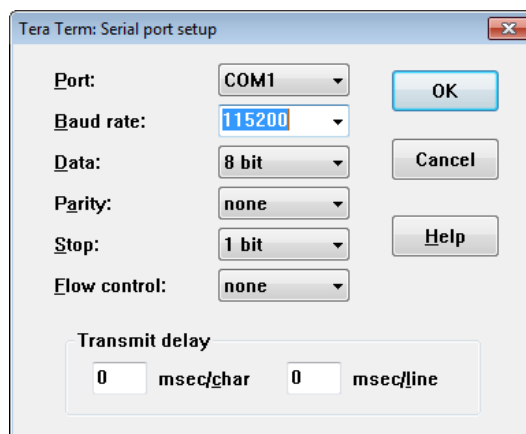 Tera Term: Serial port setup
Port: COM1 OK
Baud rate: 115200
Data: 8 bit Cancel
Parity: none
Stop: 1 bit Help
Flow control: none
Transmit delay
0 msec/char 0 msec/line